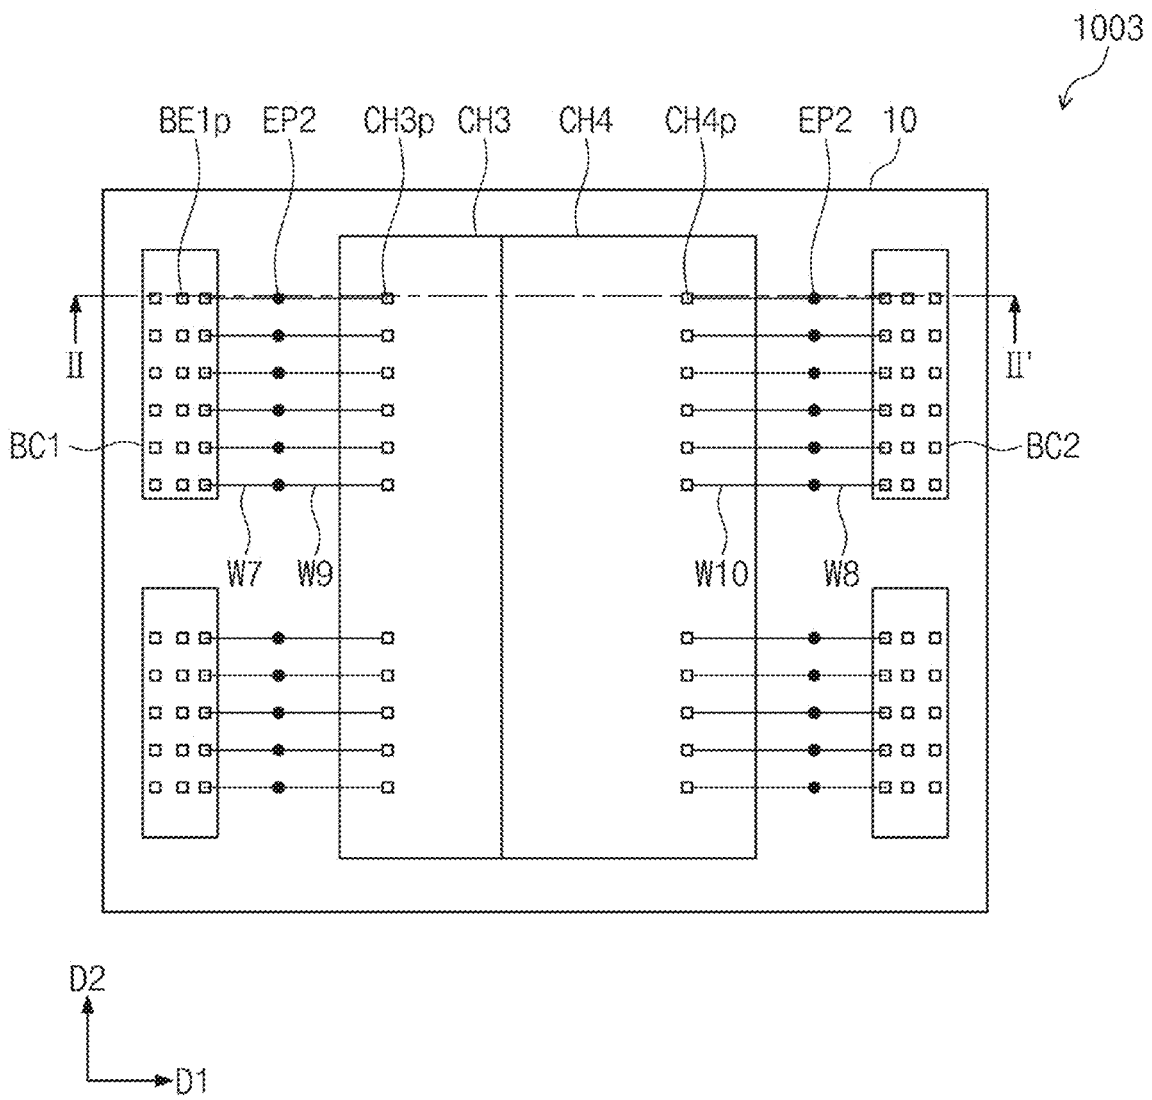 1003
BE1p EP2 CH3p CH3 CH4 CH4p EP2 10
II II'
BC1 BC2
W7 W9 W10 W8
D2
D1